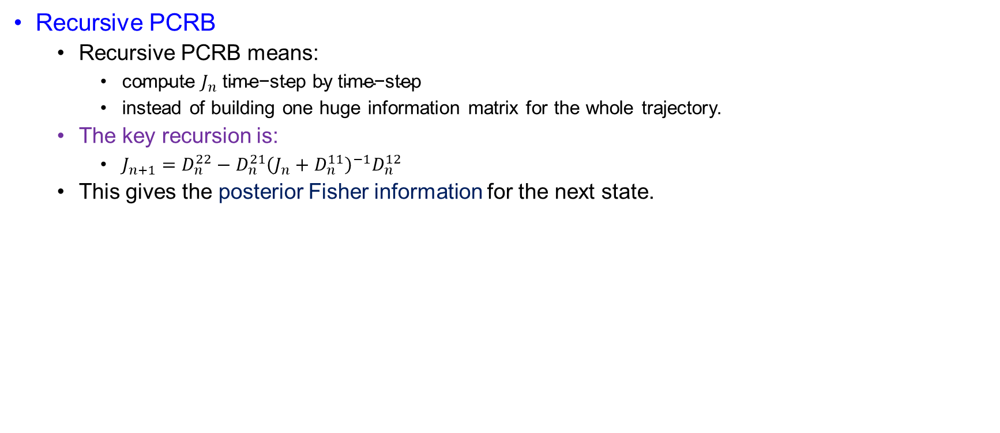 • Recursive PCRB
• Recursive PCRB means:
• compute $J_n$ time−step by time−step
• instead of building one huge information matrix for the whole trajectory.
• The key recursion is:
• $J_{n+1} = D_n^{22} - D_n^{21}(J_n + D_n^{11})^{-1}D_n^{12}$
• This gives the posterior Fisher information for the next state.